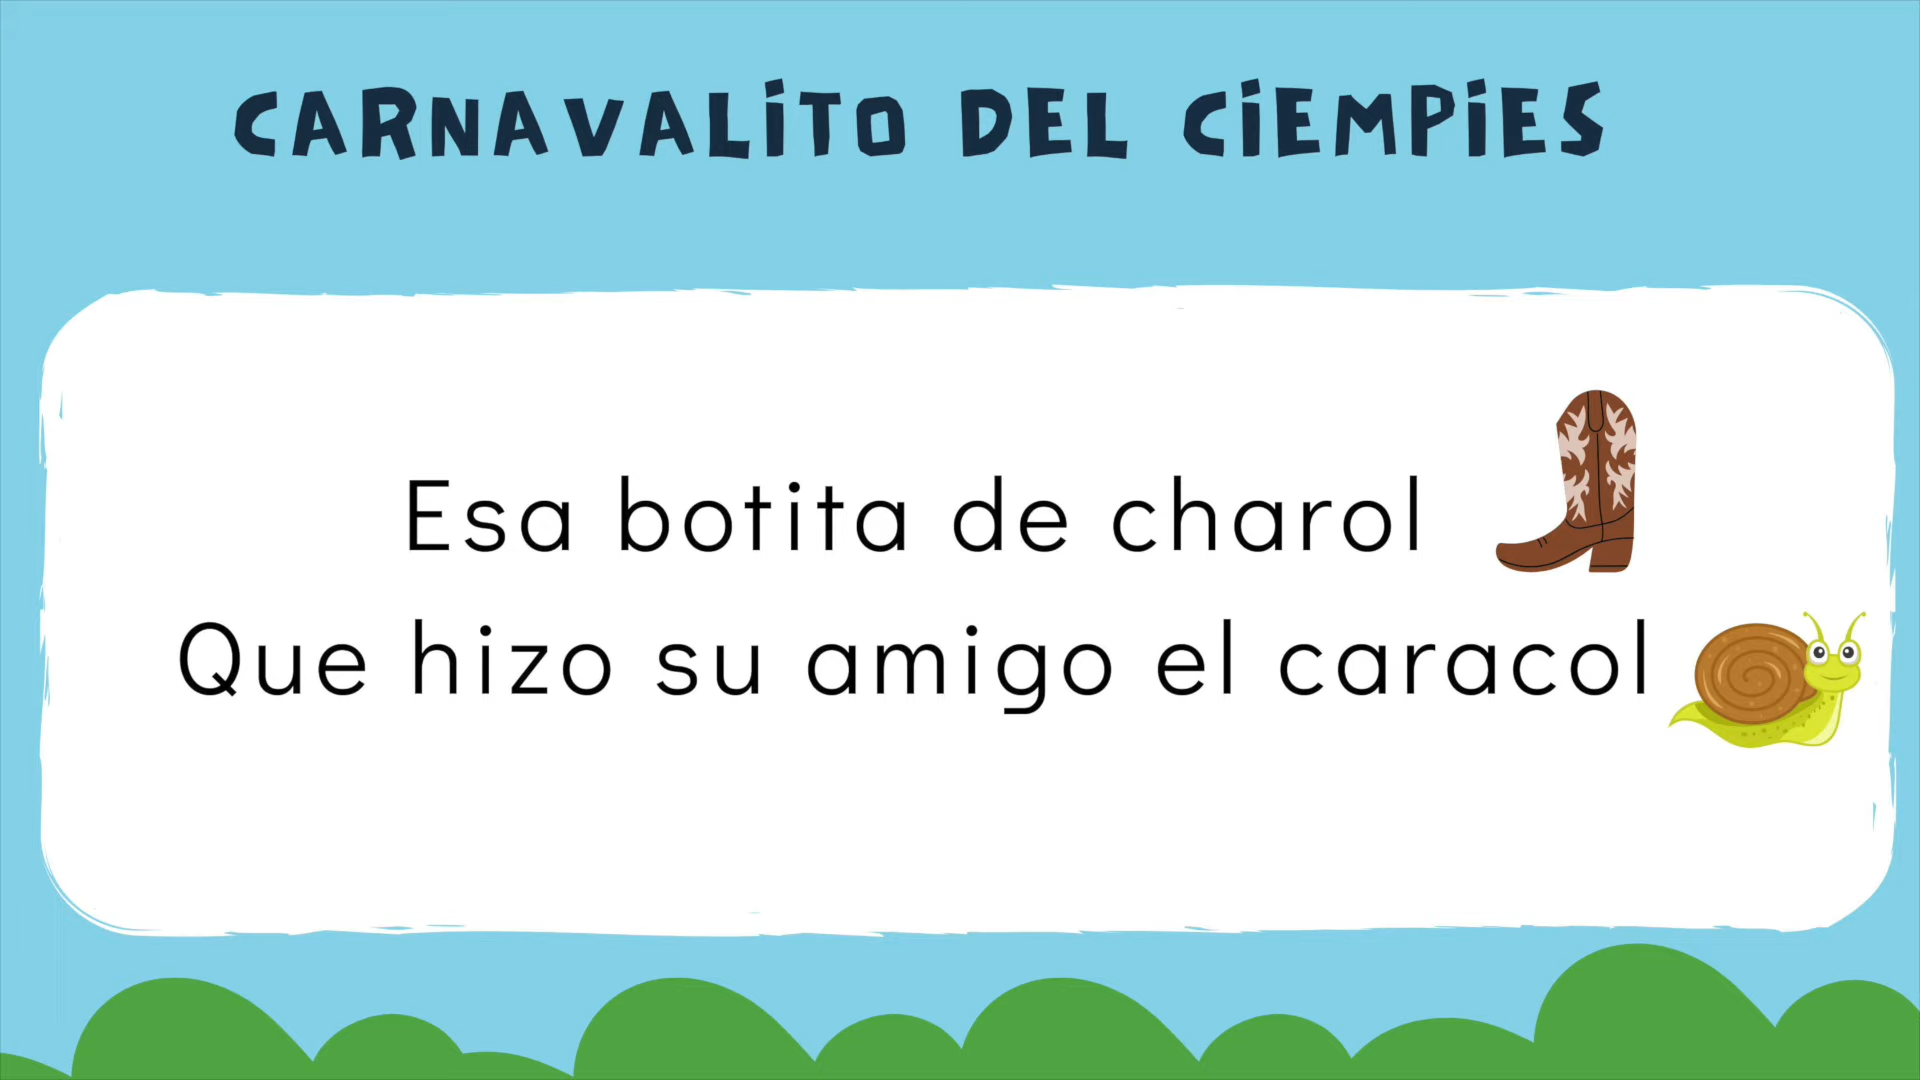 CARNAVALITO DEL CIEMPIES
Esa botita de charol
Que hizo su amigo el caracol